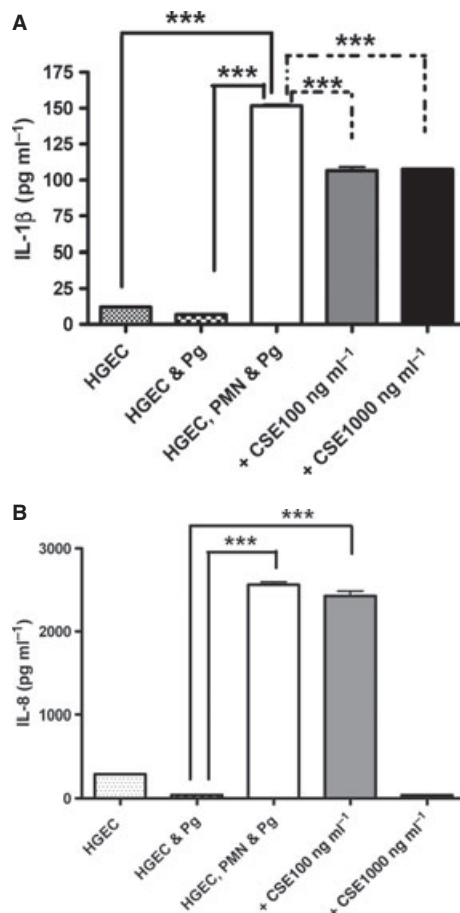 A
***
***
***
***
175
150
125
100
75
50
25
0
IL-1β (pg ml⁻¹)
HGEC
HGEC & Pg
HGEC, PMN & Pg
+ CSE100 ng ml⁻¹
+ CSE1000 ng ml⁻¹
B
***
***
3000
2000
1000
0
IL-8 (pg ml⁻¹)
HGEC
HGEC & Pg
HGEC, PMN & Pg
+ CSE100 ng ml⁻¹
+ CSE1000 ng ml⁻¹